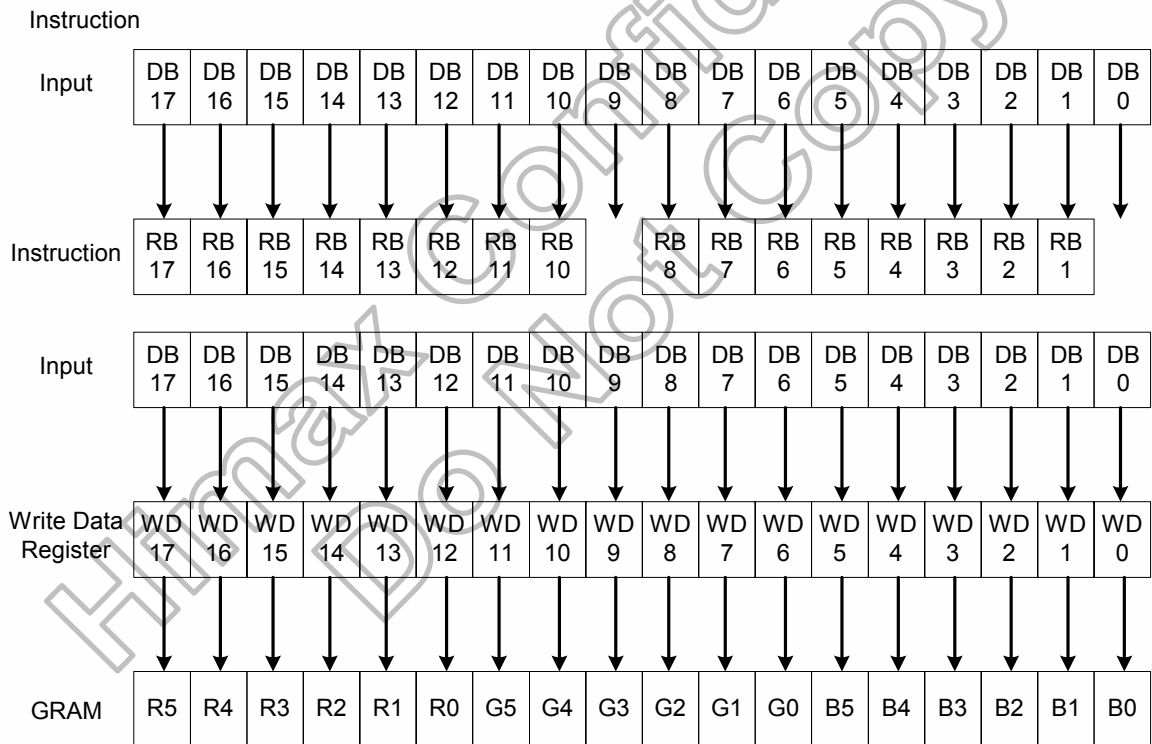 Instruction
Input DB DB DB DB DB DB DB DB DB DB DB DB DB DB DB DB DB DB
17 16 15 14 13 12 11 10 9 8 7 6 5 4 3 2 1 0
Instruction RB RB RB RB RB RB RB RB RB RB RB RB RB RB RB RB
17 16 15 14 13 12 11 10 8 7 6 5 4 3 2 1
Input DB DB DB DB DB DB DB DB DB DB DB DB DB DB DB DB DB DB
17 16 15 14 13 12 11 10 9 8 7 6 5 4 3 2 1 0
Write Data WD WD WD WD WD WD WD WD WD WD WD WD WD WD WD WD WD WD
Register 17 16 15 14 13 12 11 10 9 8 7 6 5 4 3 2 1 0
GRAM R5 R4 R3 R2 R1 R0 G5 G4 G3 G2 G1 G0 B5 B4 B3 B2 B1 B0
Himax
Do Not Copy